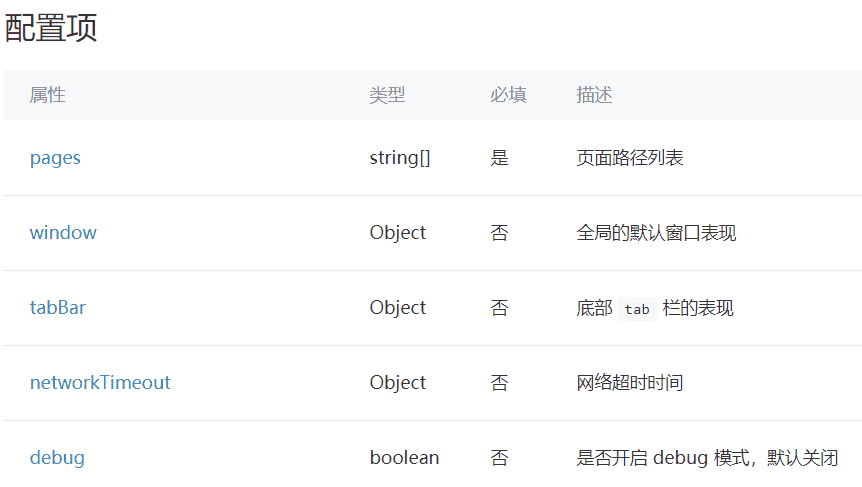 配置项
属性 类型 必填 描述
pages string[] 是 页面路径列表
window Object 否 全局的默认窗口表现
tabBar Object 否 底部 tab 栏的表现
networkTimeout Object 否 网络超时时间
debug boolean 否 是否开启 debug 模式，默认关闭